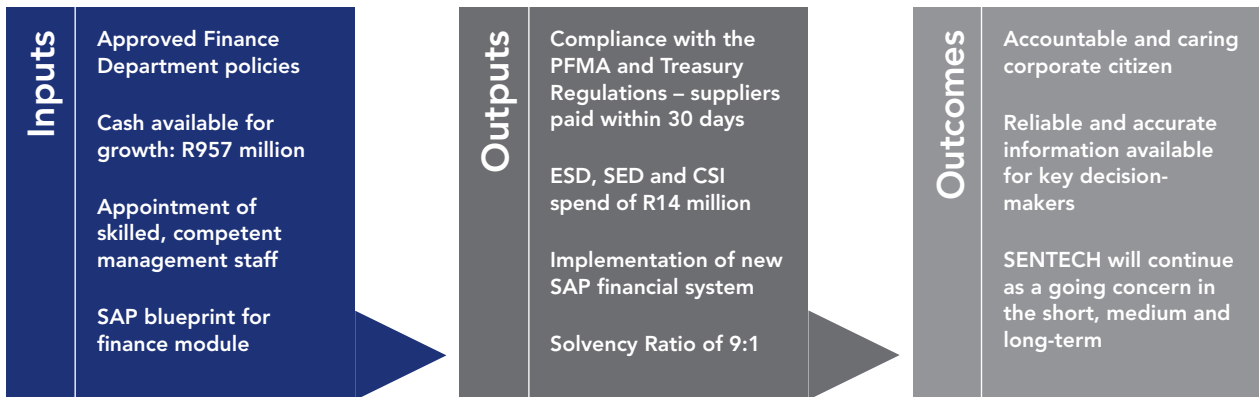 Inputs
Approved Finance
Department policies
Cash available for
growth: R957 million
Appointment of
skilled, competent
management staff
SAP blueprint for
finance module
Outputs
Compliance with the
PFMA and Treasury
Regulations – suppliers
paid within 30 days
ESD, SED and CSI
spend of R14 million
Implementation of new
SAP financial system
Solvency Ratio of 9:1
Outcomes
Accountable and caring
corporate citizen
Reliable and accurate
information available
for key decision-
makers
SENTECH will continue
as a going concern in
the short, medium and
long-term